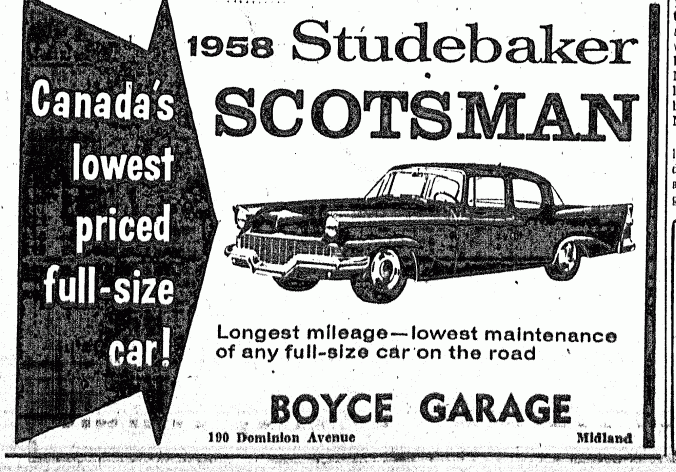 1958 Studebaker
SCOTSMAN
Canada's
lowest
priced
full-size
car!
Longest mileage—lowest maintenance
of any full-size car on the road
BOYCE GARAGE
190 Dominion Avenue Midland